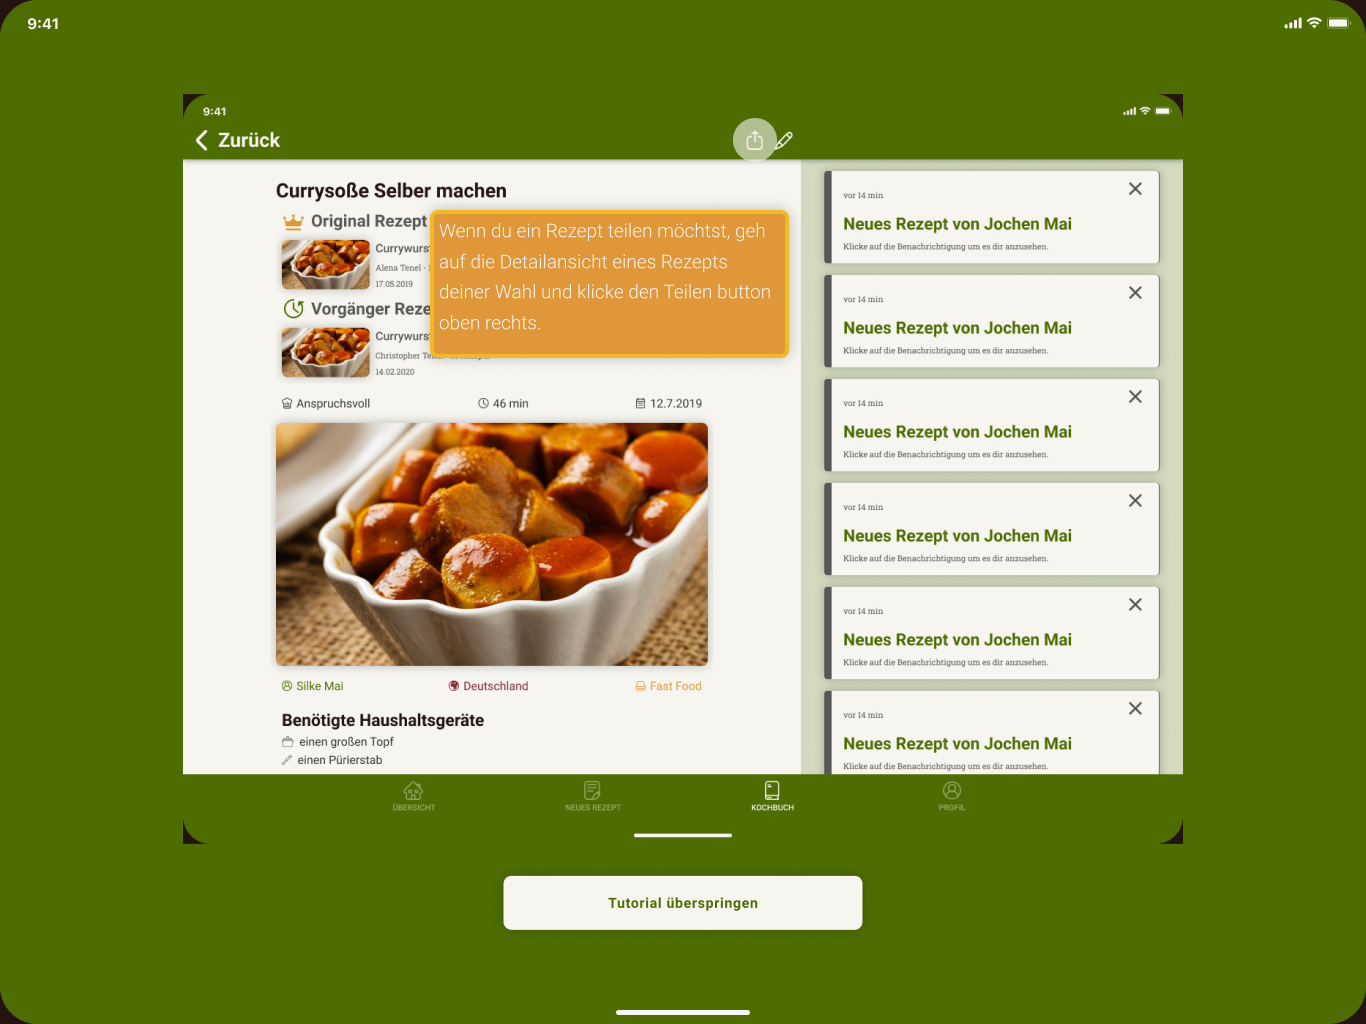 9:41
9:41
Zurück
Currysoße Selber machen
Original Rezept
Currywurst
Alena Tenel -
17.05.2019
Vorgänger Reze
Currywurst
Christopher
14.02.2020
Wenn du ein Rezept teilen möchtst, geh
auf die Detailansicht eines Rezepts
deiner Wahl und klicke den Teilen button
oben rechts.
Anspruchsvoll
46 min
12.7.2019
Silke Mai
Deutschland
Fast Food
Benötigte Haushaltsgeräte
einen großen Topf
einen Pürierstab
vor 14 min
Neues Rezept von Jochen Mai
Klicke auf die Benachrichtigung um es dir anzusehen.
vor 14 min
Neues Rezept von Jochen Mai
Klicke auf die Benachrichtigung um es dir anzusehen.
vor 14 min
Neues Rezept von Jochen Mai
Klicke auf die Benachrichtigung um es dir anzusehen.
vor 14 min
Neues Rezept von Jochen Mai
Klicke auf die Benachrichtigung um es dir anzusehen.
vor 14 min
Neues Rezept von Jochen Mai
Klicke auf die Benachrichtigung um es dir anzusehen.
vor 14 min
Neues Rezept von Jochen Mai
Klicke auf die Benachrichtigung um es dir anzusehen.
ÜBERSICHT
NEUES REZEPT
KOCHBUCH
PROFIL
Tutorial überspringen